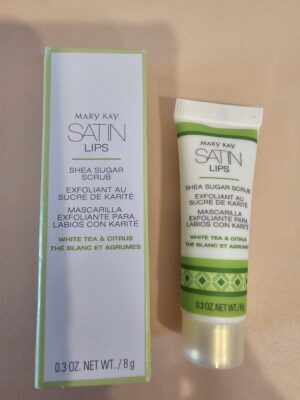 MARY KAY
SATIN
LIPS
SHEA SUGAR
SCRUB
EXFOLIANT AU
SUCRE DE KARITÉ
MASCARILLA
EXFOLIANTE PARA
LABIOS CON KARITÉ
WHITE TEA & CITRUS
THÉ BLANC ET AGRUMES
0.3 OZ. NET WT. / 8 g
MARY KAY
SATIN
LIPS
SHEA SUGAR SCRUB
EXFOLIANT AU
SUCRE DE KARITÉ
MASCARILLA
EXFOLIANTE PARA
LABIOS CON KARITÉ
WHITE TEA & CITRUS
THÉ BLANC ET AGRUMES
0.3 OZ. NET WT. / 8 g